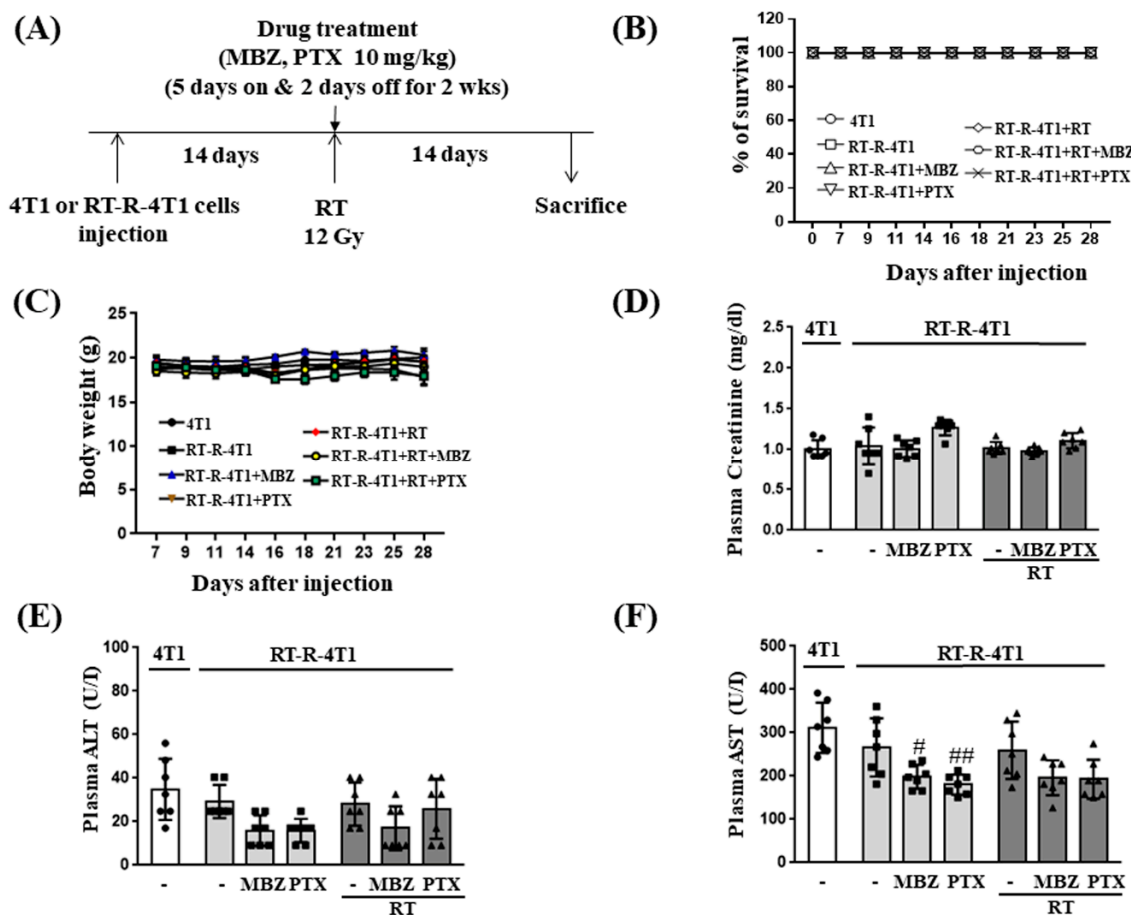 (A)
Drug treatment
(MBZ, PTX 10 mg/kg)
(5 days on & 2 days off for 2 wks)
14 days
14 days
4T1 or RT-R-4T1 cells
injection
RT
12 Gy
Sacrifice
(B)
% of survival
120
100
80
60
40
20
0
4T1
RT-R-4T1
RT-R-4T1+MBZ
RT-R-4T1+PTX
RT-R-4T1+RT
RT-R-4T1+RT+MBZ
RT-R-4T1+RT+PTX
0 7 9 11 14 16 18 21 23 25 28
Days after injection
(C)
Body weight (g)
25
20
15
10
5
0
4T1
RT-R-4T1
RT-R-4T1+MBZ
RT-R-4T1+PTX
RT-R-4T1+RT
RT-R-4T1+RT+MBZ
RT-R-4T1+RT+PTX
7 9 11 14 16 18 21 23 25 28
Days after injection
(D)
Plasma Creatinine (mg/dl)
4T1 RT-R-4T1
2.5
2.0
1.5
1.0
0.5
0.0
- - MBZ PTX - MBZ PTX
RT
(E)
Plasma ALT (U/I)
4T1 RT-R-4T1
100
80
60
40
20
0
- - MBZ PTX - MBZ PTX
RT
(F)
Plasma AST (U/I)
4T1 RT-R-4T1
500
400
300
200
100
0
# ##
- - MBZ PTX - MBZ PTX
RT